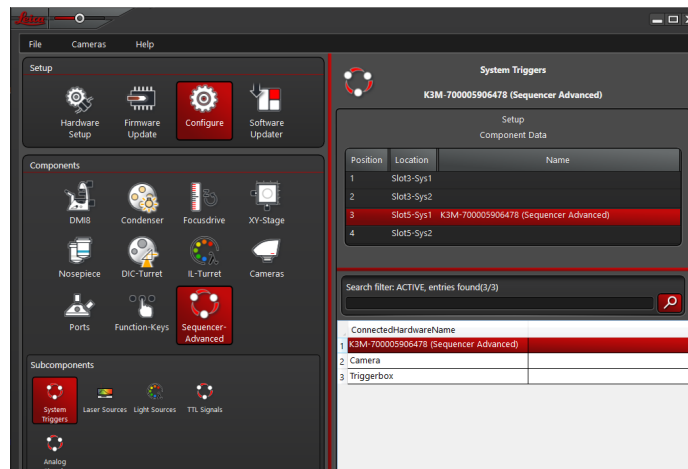 Leica
File Cameras Help
Setup
Hardware Setup
Firmware Update
Configure
Software Updater
Components
DMI8
Condenser
Focusdrive
XY-Stage
Nosepiece
DIC-Turret
IL-Turret
Cameras
Ports
Function-Keys
Sequencer-Advanced
Subcomponents
System Triggers
Laser Sources
Light Sources
TTL Signals
Analog
System Triggers
K3M-700005906478 (Sequencer Advanced)
Setup
Component Data
Position Location Name
1 Slot3-Sys1
2 Slot3-Sys2
3 Slot5-Sys1 K3M-700005906478 (Sequencer Advanced)
4 Slot5-Sys2
Search filter: ACTIVE, entries found(3/3)
ConnectedHardwareName
1 K3M-700005906478 (Sequencer Advanced)
2 Camera
3 Triggerbox